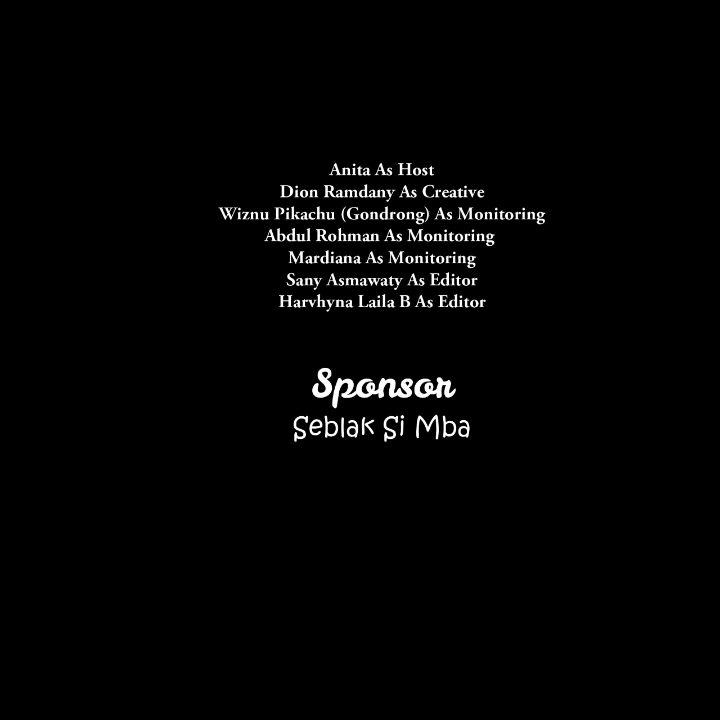 Anita As Host
Dion Ramdany As Creative
Wiznu Pikachu (Gondrong) As Monitoring
Abdul Rohman As Monitoring
Mardiana As Monitoring
Sany Asmawaty As Editor
Harvhyna Laila B As Editor
Sponsor
Seblak Si Mba